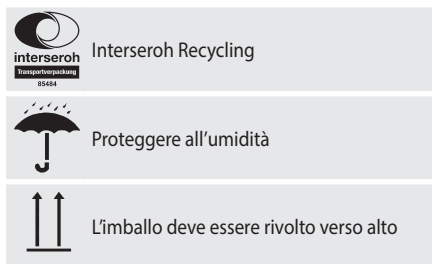 interseroh
Transportverpackung
85484
Interseroh Recycling
Proteggere all’umidità
L’imballo deve essere rivolto verso alto